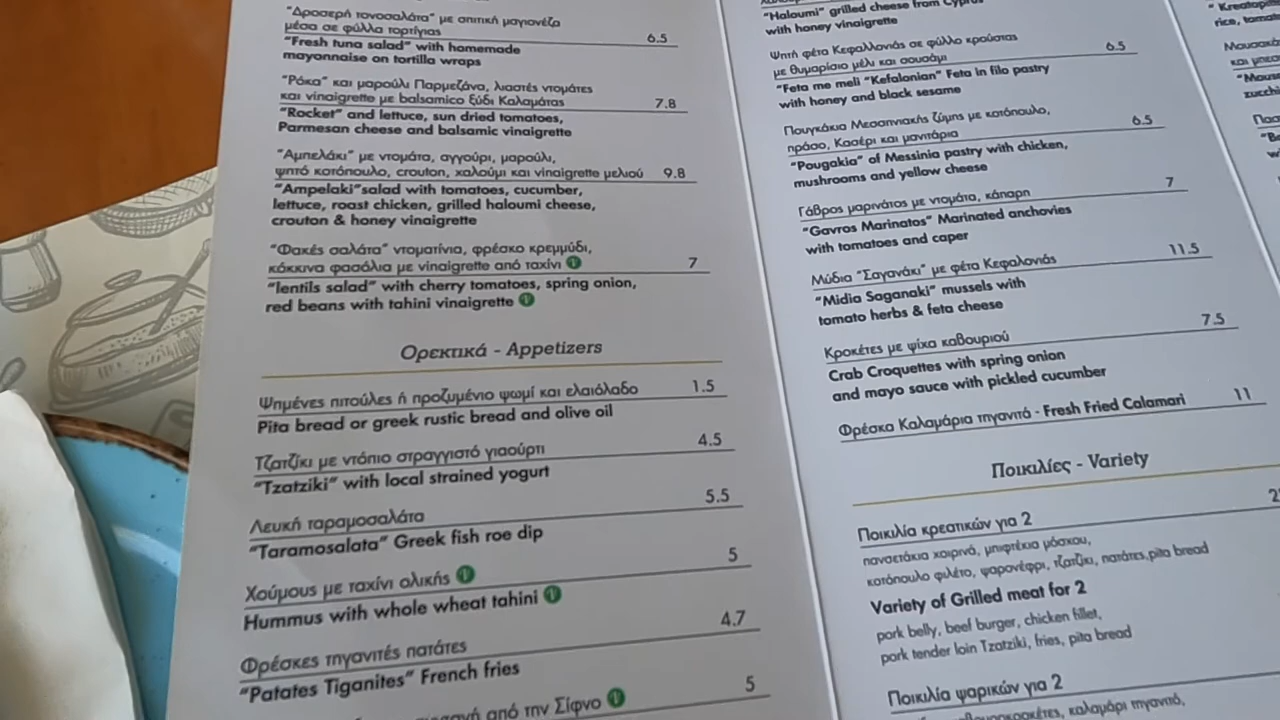 "Δροσερή τονοσαλάτα" με σπιτική μαγιονέζα
μέσα σε φύλλα τορτίγιας 6.5
"Fresh tuna salad" with homemade
mayonnaise on tortilla wraps
"Ρόκα" και μαρούλι Παρμεζάνα, λιαστές ντομάτες
και vinaigrette με balsamico ξύδι Καλαμάτας 7.8
"Rocket" and lettuce, sun dried tomatoes,
Parmesan cheese and balsamic vinaigrette
"Αμπελάκι" με ντομάτα, αγγούρι, μαρούλι,
ψητό κοτόπουλο, crouton, χαλούμι και vinaigrette μελιού 9.8
"Ampelaki"salad with tomatoes, cucumber,
lettuce, roast chicken, grilled haloumi cheese,
crouton & honey vinaigrette
"Φακές σαλάτα" ντοματίνια, φρέσκο κρεμμύδι,
κόκκινα φασόλια με vinaigrette από ταχίνι 7
"lentils salad" with cherry tomatoes, spring onion,
red beans with tahini vinaigrette
Ορεκτικά - Appetizers
Ψημένες πιτούλες ή προζυμένιο ψωμί και ελαιόλαδο 1.5
Pita bread or greek rustic bread and olive oil
Τζατζίκι με ντόπιο στραγγιστό γιαούρτι 4.5
"Tzatziki" with local strained yogurt
Λευκή ταραμοσαλάτα 5.5
"Taramosalata" Greek fish roe dip
Χούμους με ταχίνι ολικής 5
Hummus with whole wheat tahini
Φρέσκες τηγανιτές πατάτες 4.7
"Patates Tiganites" French fries
από την Σίφνο 5
"Haloumi" grilled cheese from Cyprus
with honey vinaigrette
Ψητή φέτα Κεφαλλονιάς σε φύλλο κρούστας
με θυμαρίσιο μέλι και σουσάμι 6.5
"Feta me meli "Kefalonian" Feta in filo pastry
with honey and black sesame
Πουγκάκια Μεσσηνιακής ζύμης με κοτόπουλο,
πράσο, Κασέρι και μανιτάρια 6.5
"Pougakia" of Messinia pastry with chicken,
mushrooms and yellow cheese
Γάβρος μαρινάτος με ντομάτα, κάπαρη 7
"Gavros Marinatos" Marinated anchovies
with tomatoes and caper
Μύδια "Σαγανάκι" με φέτα Κεφαλονιάς 11.5
"Midia Saganaki" mussels with
tomato herbs & feta cheese
Κροκέτες με ψίχα καβουριού 7.5
Crab Croquettes with spring onion
and mayo sauce with pickled cucumber
Φρέσκα Καλαμάρια τηγανιτά - Fresh Fried Calamari 11
Ποικιλίες - Variety
Ποικιλία κρεατικών για 2
πανσετάκια χοιρινά, μπιφτέκια μόσχου,
κοτόπουλο φιλέτο, ψαρονέφρι, τζατζίκι, πατάτες,pita bread
Variety of Grilled meat for 2
pork belly, beef burger, chicken fillet,
pork tender loin Tzatziki, fries, pita bread
Ποικιλία ψαρικών για 2
καλαμάρι τηγανιτό,